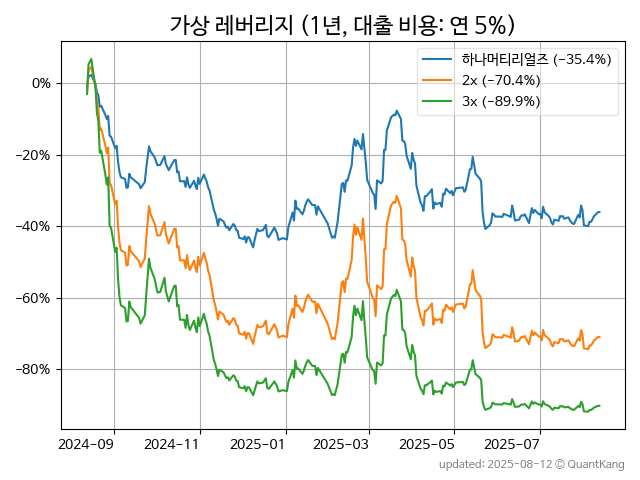 가상 레버리지 (1년, 대출 비용: 연 5%)
하나머티리얼즈 (−35.4%)
2x (−70.4%)
3x (−89.9%)
0%
−20%
−40%
−60%
−80%
2024-09 2024-11 2025-01 2025-03 2025-05 2025-07
updated: 2025-08-12 © QuantKang